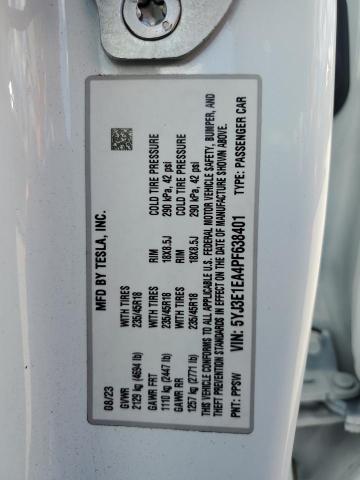 MFD BY TESLA, INC.
08/23
GVWR WITH TIRES RIM COLD TIRE PRESSURE
2129 kg (4694 lb) 235/45R18 18X8.5J 290 kPa, 42 psi
GAWR FRT WITH TIRES RIM COLD TIRE PRESSURE
1110 kg (2447 lb) 235/45R18 18X8.5J 290 kPa, 42 psi
GAWR RR WITH TIRES RIM COLD TIRE PRESSURE
1257 kg (2771 lb) 235/45R18 18X8.5J 290 kPa, 42 psi
THIS VEHICLE CONFORMS TO ALL APPLICABLE U.S. FEDERAL MOTOR VEHICLE SAFETY, BUMPER, AND
THEFT PREVENTION STANDARDS IN EFFECT ON THE DATE OF MANUFACTURE SHOWN ABOVE.
VIN: 5YJ3E1EA4PF638401
PNT: PPSW TYPE: PASSENGER CAR